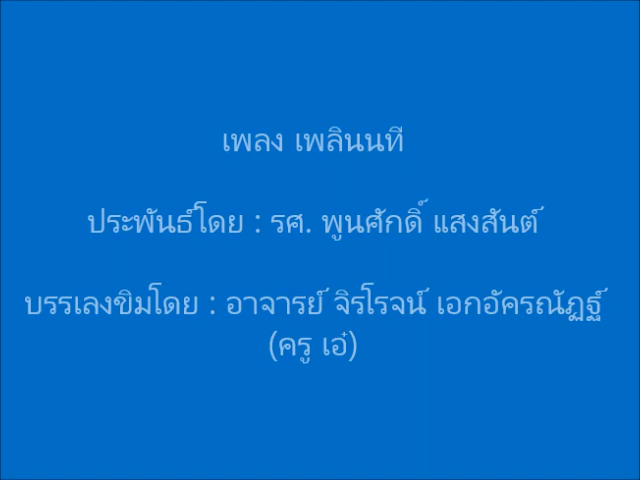 เพลง เพลินนที
ประพันธ์โดย : รศ. พูนศักดิ์ แสงสันต์
บรรเลงขิมโดย : อาจารย์ จิรโรจน์ เอกอัครณัฏฐ์
(ครู เอ๋)